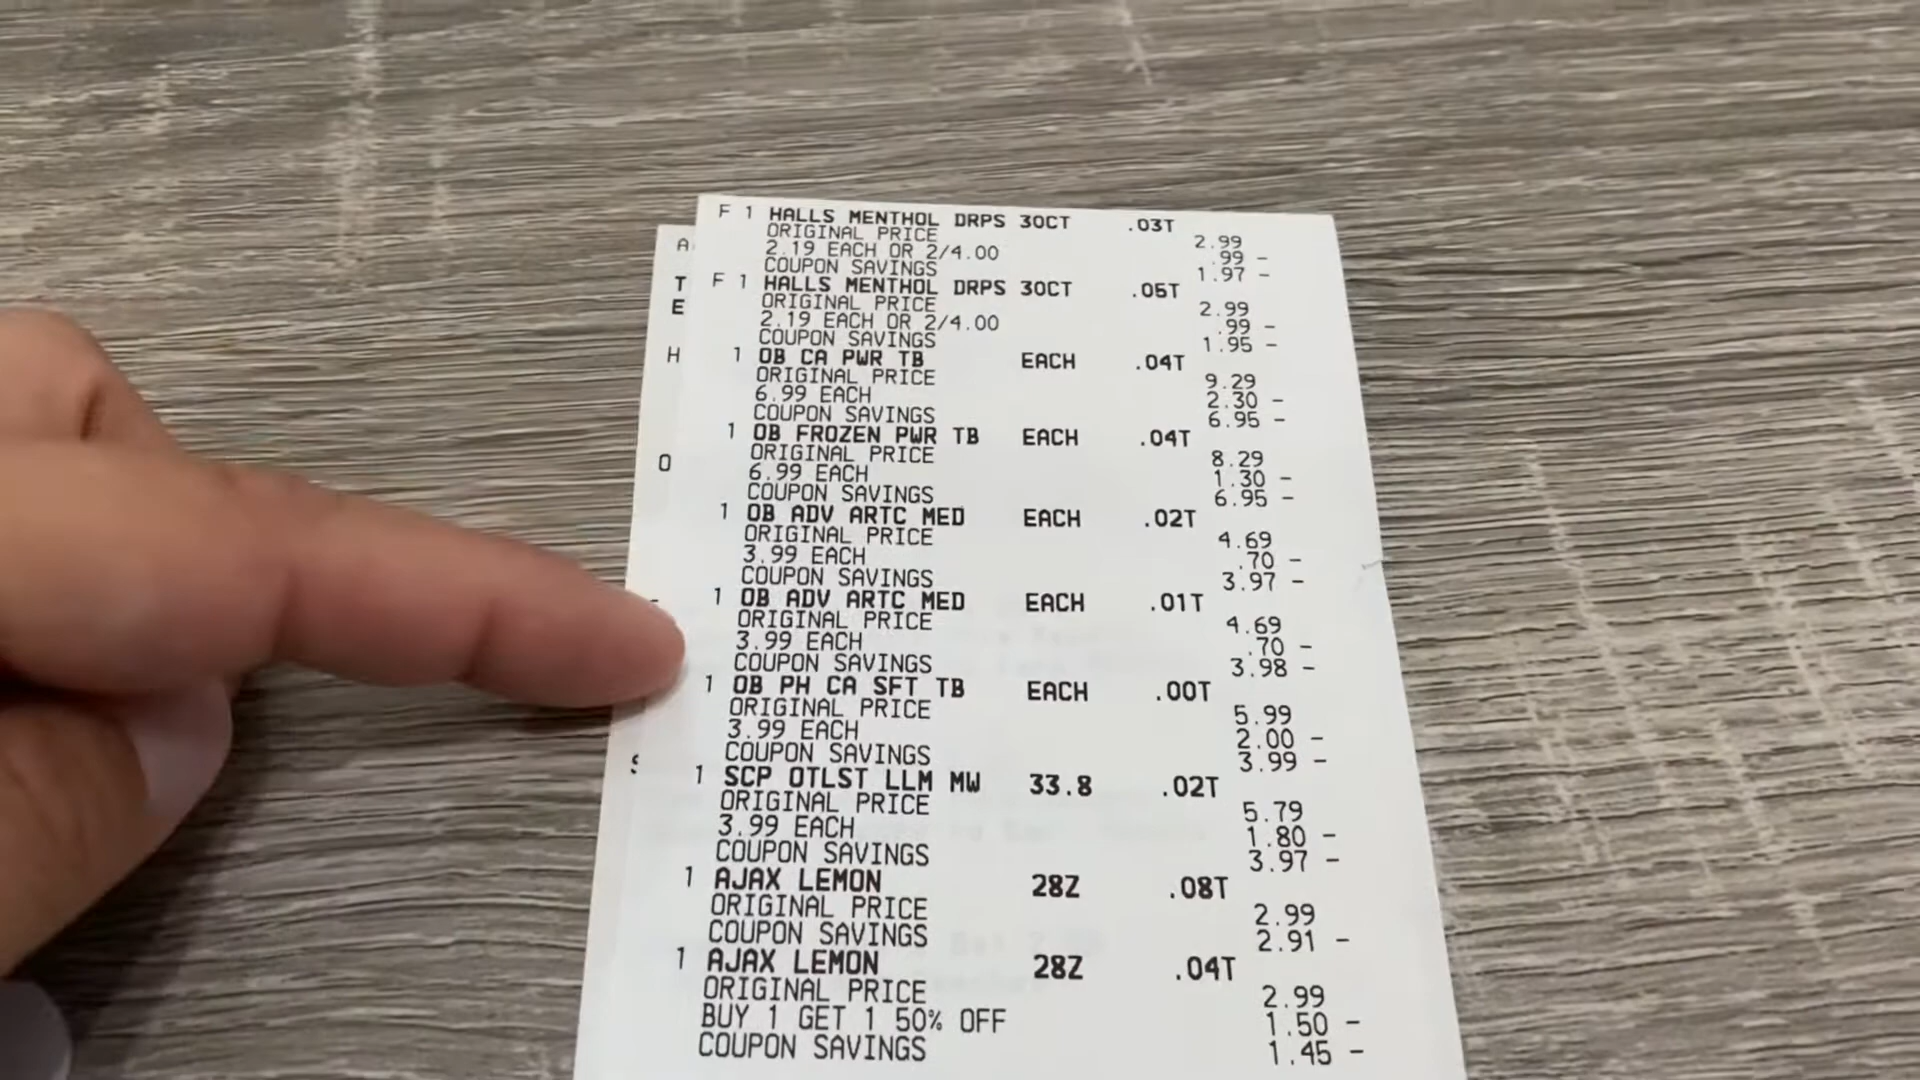 F 1 HALLS MENTHOL DRPS 30CT .03T
ORIGINAL PRICE 2.99
2.19 EACH OR 2/4.00 .99 -
COUPON SAVINGS 1.97 -
F 1 HALLS MENTHOL DRPS 30CT .05T
ORIGINAL PRICE 2.99
2.19 EACH OR 2/4.00 .99 -
COUPON SAVINGS 1.95 -
1 OB CA PWR TB EACH .04T
ORIGINAL PRICE 9.29
6.99 EACH 2.30 -
COUPON SAVINGS 6.95 -
1 OB FROZEN PWR TB EACH .04T
ORIGINAL PRICE 8.29
6.99 EACH 1.30 -
COUPON SAVINGS 6.95 -
1 OB ADV ARTC MED EACH .02T
ORIGINAL PRICE 4.69
3.99 EACH .70 -
COUPON SAVINGS 3.97 -
1 OB ADV ARTC MED EACH .01T
ORIGINAL PRICE 4.69
3.99 EACH .70 -
COUPON SAVINGS 3.98 -
1 OB PH CA SFT TB EACH .00T
ORIGINAL PRICE 5.99
3.99 EACH 2.00 -
COUPON SAVINGS 3.99 -
1 SCP OTLST LLM MW 33.8 .02T
ORIGINAL PRICE 5.79
3.99 EACH 1.80 -
COUPON SAVINGS 3.97 -
1 AJAX LEMON 28Z .08T
ORIGINAL PRICE 2.99
COUPON SAVINGS 2.91 -
1 AJAX LEMON 28Z .04T
ORIGINAL PRICE 2.99
BUY 1 GET 1 50% OFF 1.50 -
COUPON SAVINGS 1.45 -
A
T
E
H
O